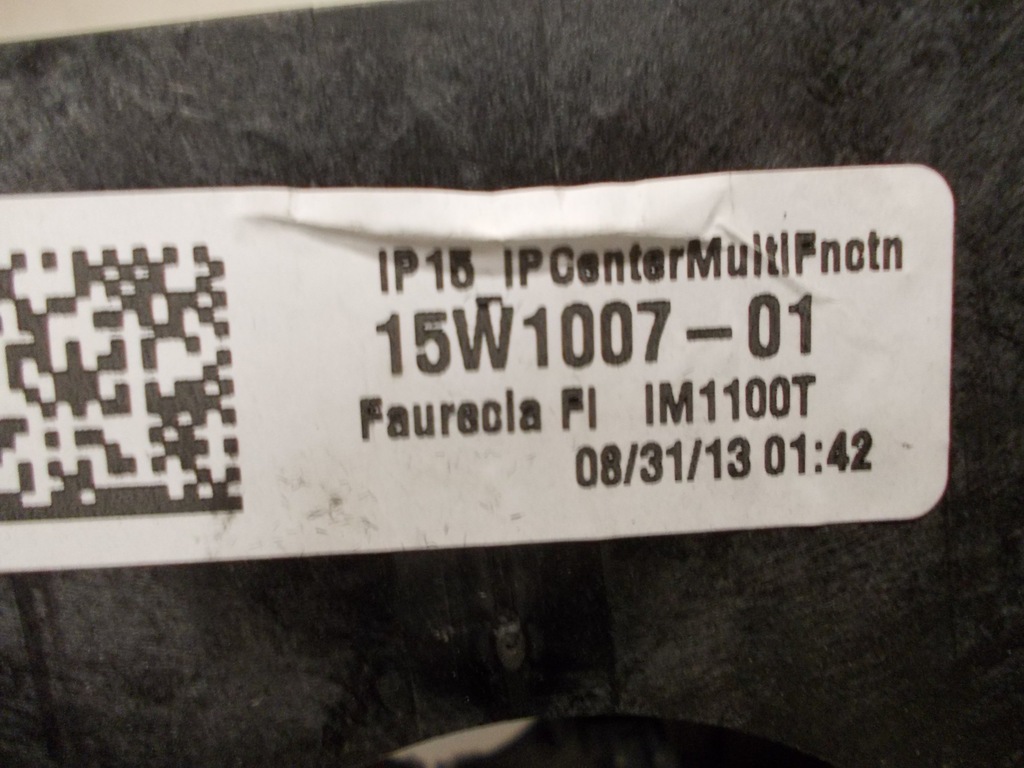 IP15 IPCenterMultiFnctn
15W1007-01
Faurecia FI IM1100T
08/31/13 01:42